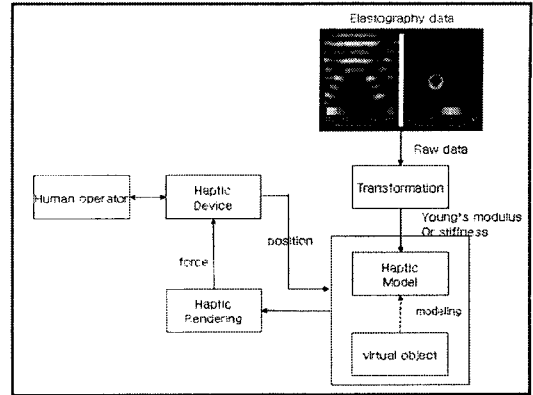 Elastography data
Raw data
Transformation
Human operator
Haptic
Device
Young's modulus
Or stiffness
position
force
Haptic
Model
Haptic
Rendering
modeling
virtual object